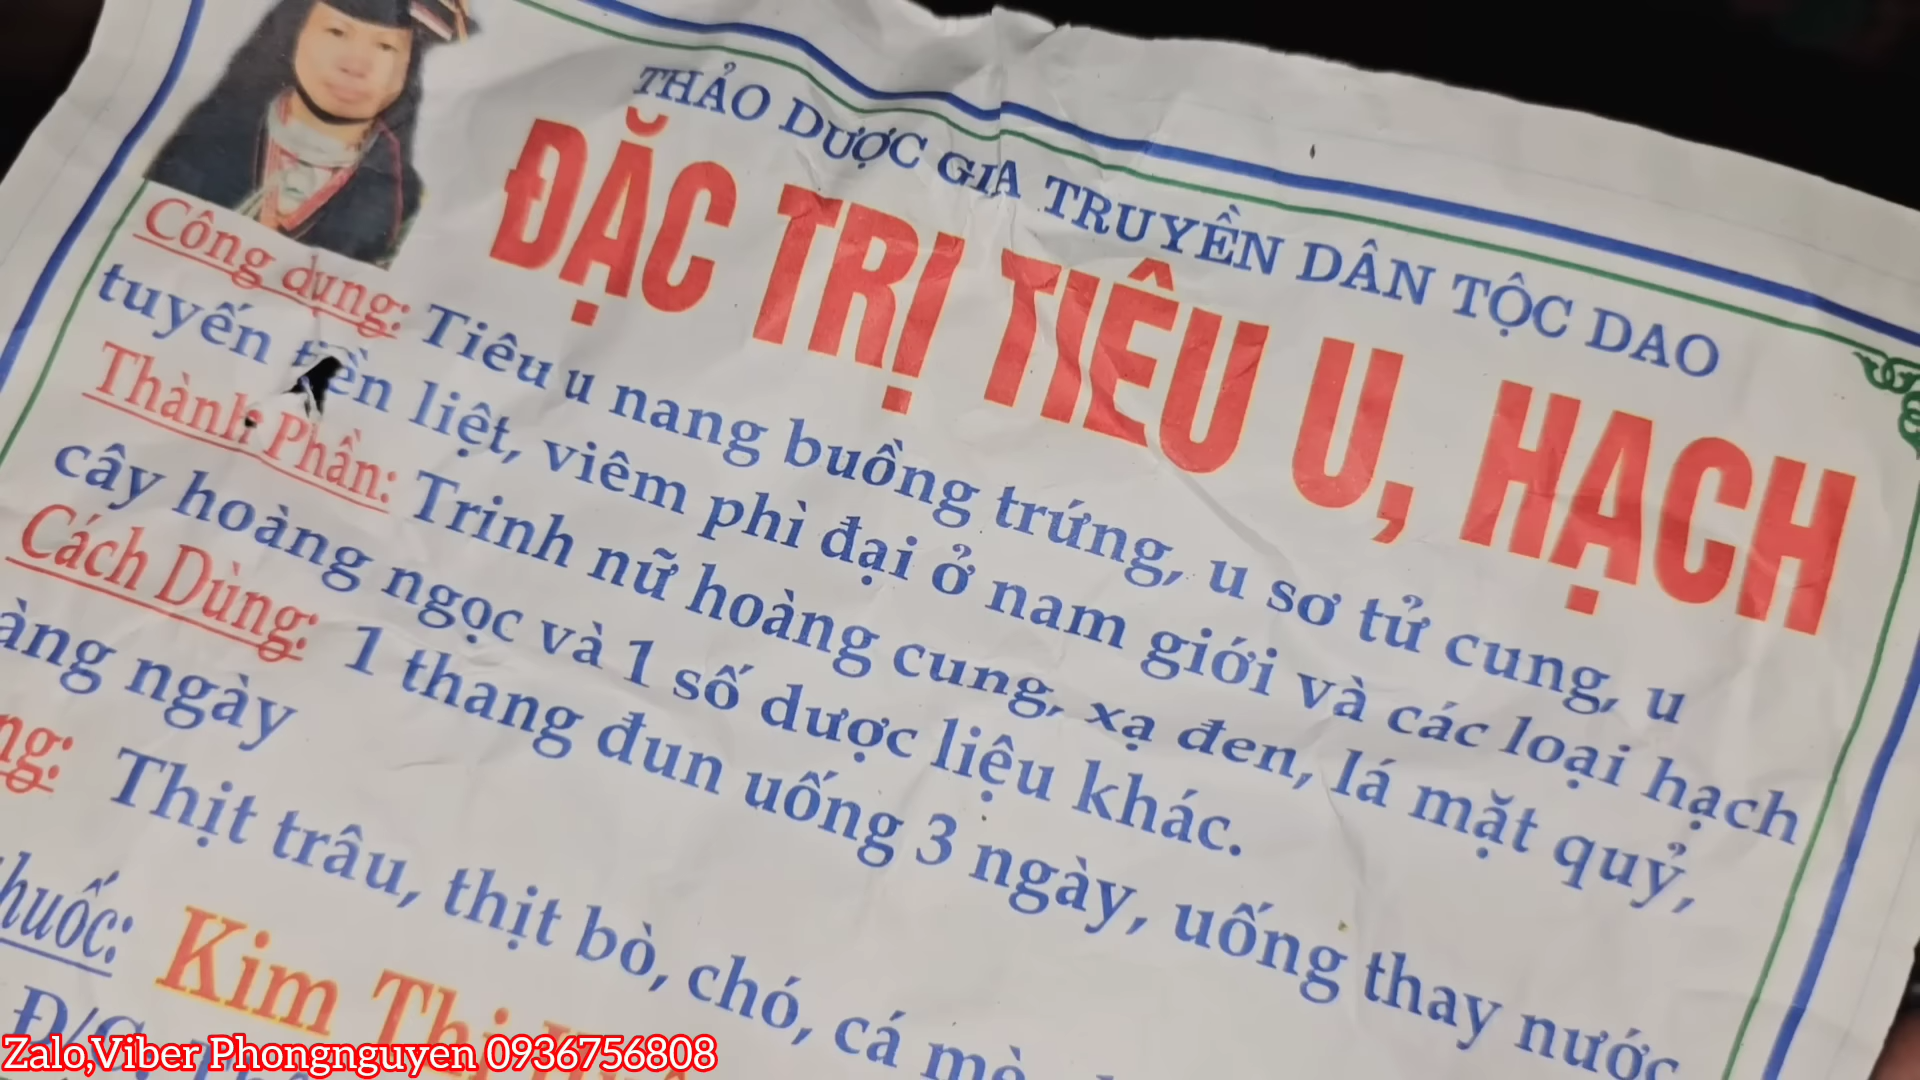 THẢO DƯỢC GIA TRUYỀN DÂN TỘC DAO
ĐẶC TRỊ TIÊU U, HẠCH
Công dụng: Tiêu u nang buồng trứng, u sơ tử cung, u
tuyến tiền liệt, viêm phì đại ở nam giới và các loại hạch
Thành Phần: Trinh nữ hoàng cung, xạ đen, lá mặt quỷ,
cây hoàng ngọc và 1 số dược liệu khác.
Cách Dùng: 1 thang đun uống 3 ngày, uống thay nước
àng ngày
ng: Thịt trâu, thịt bò, chó, cá mè
huốc: Kim Thị
Đ/C:
Zalo,Viber Phongnguyen 0936756808